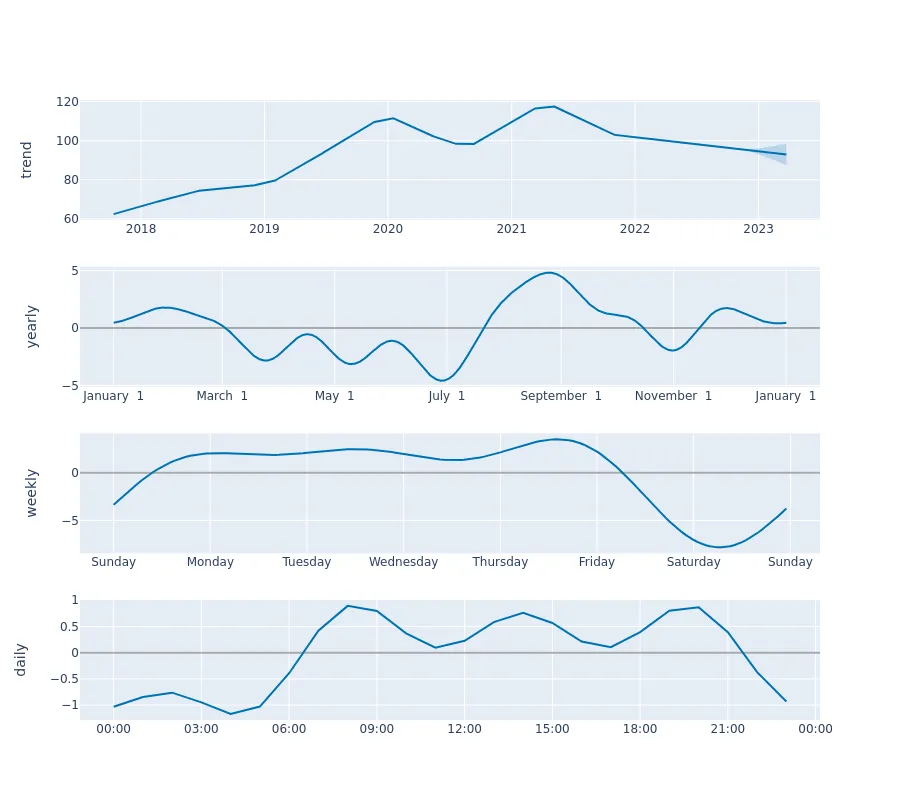 trend
120
100
80
60
2018 2019 2020 2021 2022 2023
yearly
5
0
−5
January 1 March 1 May 1 July 1 September 1 November 1 January 1
weekly
0
−5
Sunday Monday Tuesday Wednesday Thursday Friday Saturday Sunday
daily
1
0.5
0
−0.5
−1
00:00 03:00 06:00 09:00 12:00 15:00 18:00 21:00 00:00